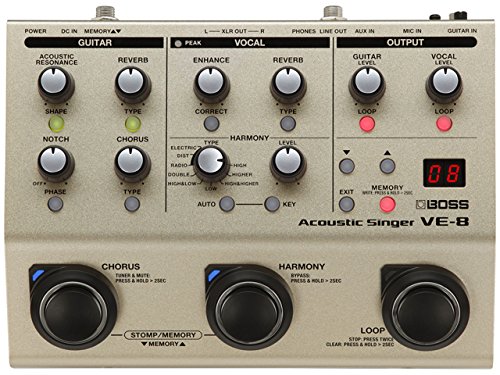 POWER DC IN MEMORY▲▼ L — XLR OUT — R PHONES LINE OUT AUX IN MIC IN GUITAR IN
GUITAR PEAK VOCAL OUTPUT
ACOUSTIC RESONANCE REVERB ENHANCE REVERB GUITAR LEVEL VOCAL LEVEL
SHAPE TYPE CORRECT TYPE LOOP LOOP
HARMONY
NOTCH CHORUS TYPE LEVEL
ELECTRIC
DIST
RADIO HIGH
DOUBLE HIGHER
HIGH&LOW HIGHEST
LOW
OFF
PHASE TYPE AUTO KEY
▼ ▲
08
EXIT MEMORY
WRITE: PRESS & HOLD > 2SEC
BOSS
Acoustic Singer VE-8
CHORUS
TUNER & MUTE:
PRESS & HOLD > 2SEC
HARMONY
BYPASS:
PRESS & HOLD > 2SEC
STOMP/MEMORY
▼MEMORY▲
LOOP
STOP: PRESS TWICE
CLEAR: PRESS & HOLD > 2SEC